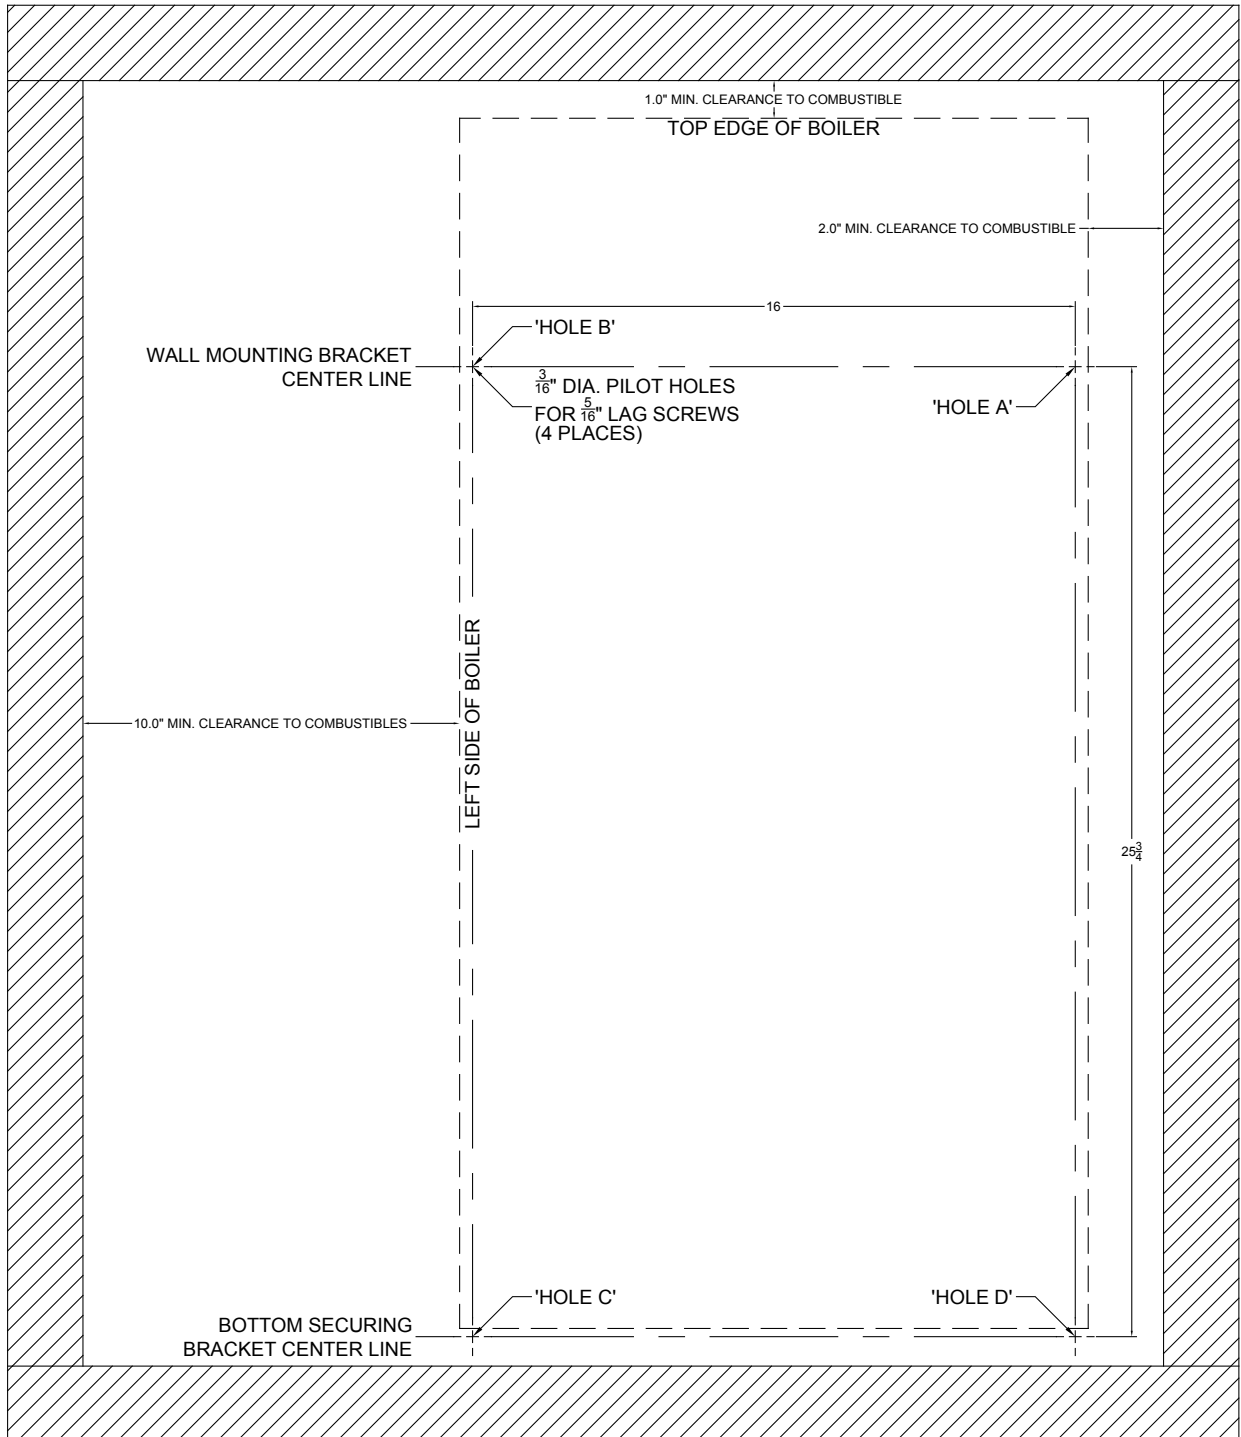 1.0" MIN. CLEARANCE TO COMBUSTIBLE
TOP EDGE OF BOILER
2.0" MIN. CLEARANCE TO COMBUSTIBLE
16
'HOLE B'
WALL MOUNTING BRACKET
CENTER LINE
3/16" DIA. PILOT HOLES
FOR 5/16" LAG SCREWS
(4 PLACES)
'HOLE A'
LEFT SIDE OF BOILER
10.0" MIN. CLEARANCE TO COMBUSTIBLES
25 3/4
'HOLE C'
'HOLE D'
BOTTOM SECURING
BRACKET CENTER LINE